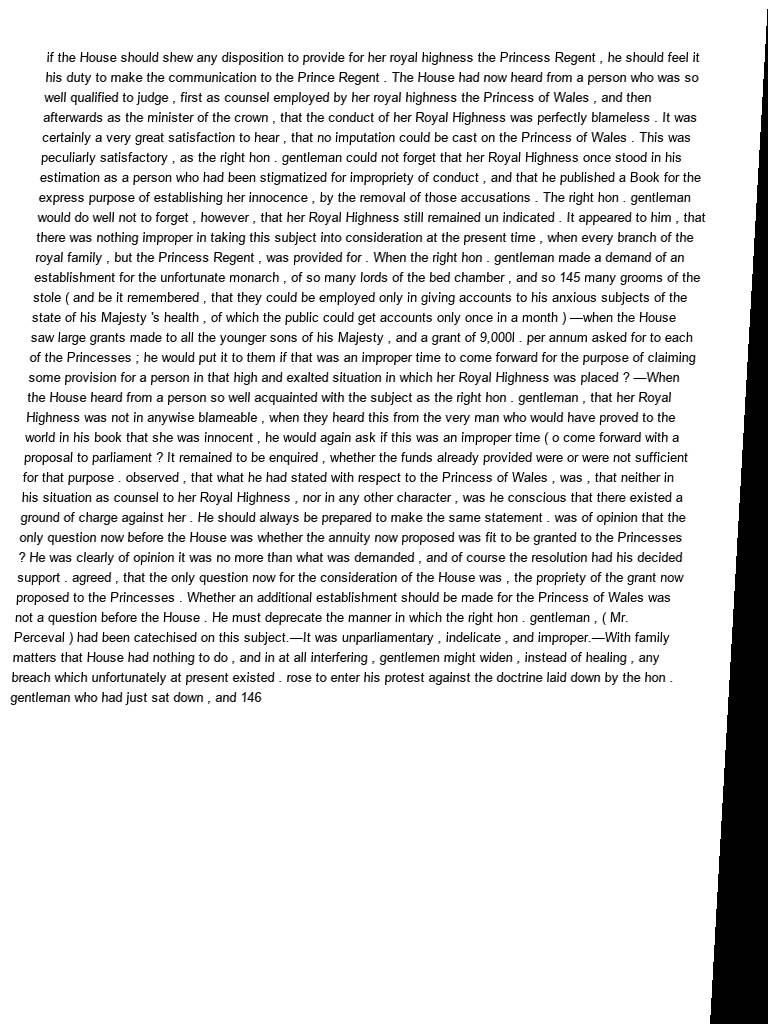 if the House should shew any disposition to provide for her royal highness the Princess Regent , he should feel it
his duty to make the communication to the Prince Regent . The House had now heard from a person who was so
well qualified to judge , first as counsel employed by her royal highness the Princess of Wales , and then
afterwards as the minister of the crown , that the conduct of her Royal Highness was perfectly blameless . It was
certainly a very great satisfaction to hear , that no imputation could be cast on the Princess of Wales . This was
peculiarly satisfactory , as the right hon . gentleman could not forget that her Royal Highness once stood in his
estimation as a person who had been stigmatized for impropriety of conduct , and that he published a Book for the
express purpose of establishing her innocence , by the removal of those accusations . The right hon . gentleman
would do well not to forget , however , that her Royal Highness still remained un indicated . It appeared to him , that
there was nothing improper in taking this subject into consideration at the present time , when every branch of the
royal family , but the Princess Regent , was provided for . When the right hon . gentleman made a demand of an
establishment for the unfortunate monarch , of so many lords of the bed chamber , and so 145 many grooms of the
stole ( and be it remembered , that they could be employed only in giving accounts to his anxious subjects of the
state of his Majesty 's health , of which the public could get accounts only once in a month ) —when the House
saw large grants made to all the younger sons of his Majesty , and a grant of 9,000l . per annum asked for to each
of the Princesses ; he would put it to them if that was an improper time to come forward for the purpose of claiming
some provision for a person in that high and exalted situation in which her Royal Highness was placed ? —When
the House heard from a person so well acquainted with the subject as the right hon . gentleman , that her Royal
Highness was not in anywise blameable , when they heard this from the very man who would have proved to the
world in his book that she was innocent , he would again ask if this was an improper time ( o come forward with a
proposal to parliament ? It remained to be enquired , whether the funds already provided were or were not sufficient
for that purpose . observed , that what he had stated with respect to the Princess of Wales , was , that neither in
his situation as counsel to her Royal Highness , nor in any other character , was he conscious that there existed a
ground of charge against her . He should always be prepared to make the same statement . was of opinion that the
only question now before the House was whether the annuity now proposed was fit to be granted to the Princesses
? He was clearly of opinion it was no more than what was demanded , and of course the resolution had his decided
support . agreed , that the only question now for the consideration of the House was , the propriety of the grant now
proposed to the Princesses . Whether an additional establishment should be made for the Princess of Wales was
not a question before the House . He must deprecate the manner in which the right hon . gentleman , ( Mr.
Perceval ) had been catechised on this subject.—It was unparliamentary , indelicate , and improper.—With family
matters that House had nothing to do , and in at all interfering , gentlemen might widen , instead of healing , any
breach which unfortunately at present existed . rose to enter his protest against the doctrine laid down by the hon .
gentleman who had just sat down , and 146